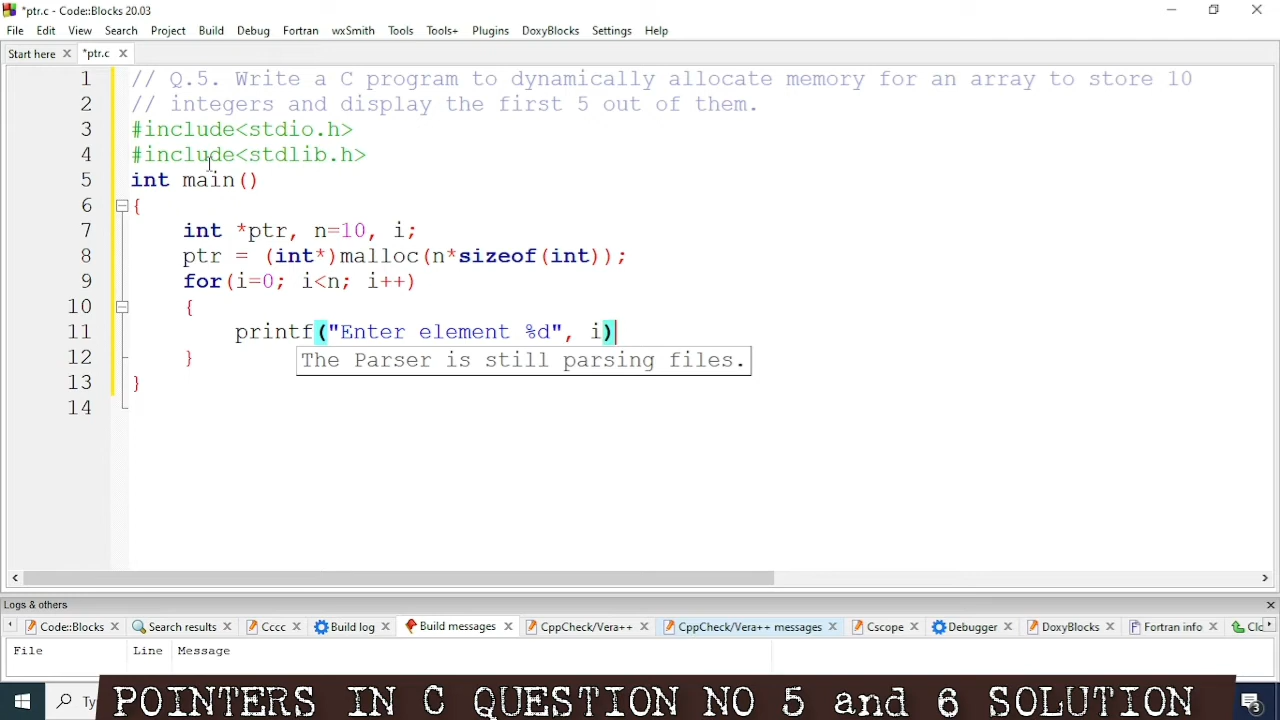 *ptr.c - Code::Blocks 20.03
File Edit View Search Project Build Debug Fortran wxSmith Tools Tools+ Plugins DoxyBlocks Settings Help
Start here *ptr.c
1 // Q.5. Write a C program to dynamically allocate memory for an array to store 10
2 // integers and display the first 5 out of them.
3 #include<stdio.h>
4 #include<stdlib.h>
5 int main()
6 {
7 int *ptr, n=10, i;
8 ptr = (int*)malloc(n*sizeof(int));
9 for(i=0; i<n; i++)
10 {
11 printf("Enter element %d", i)
12 }
The Parser is still parsing files.
13 }
14
Logs & others
Code::Blocks Search results Cccc Build log Build messages CppCheck/Vera++ CppCheck/Vera++ messages Cscope Debugger DoxyBlocks Fortran info Clo
File Line Message
Ty
POINTERS IN C QUESTION NO 5 and 6 SOLUTION
3